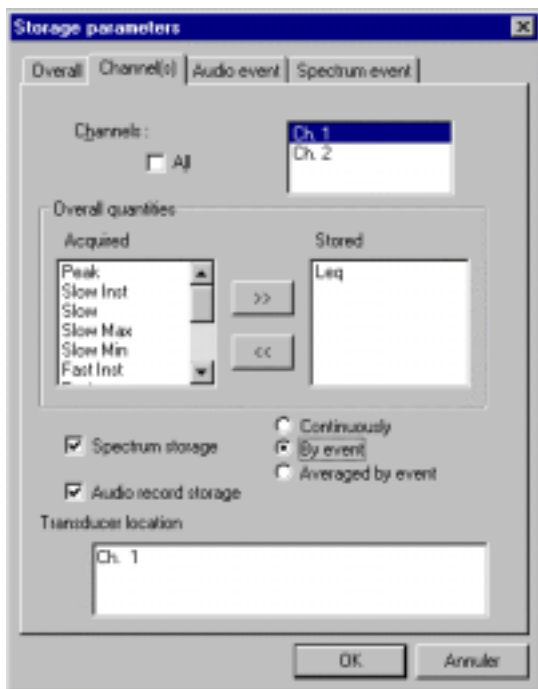 Storage parameters
Overall Channel(s) Audio event Spectrum event
Channels :
All
Ch. 1
Ch. 2
Overall quantities
Acquired
Stored
Peak
Slow Inst
Slow
Slow Max
Slow Min
Fast Inst
Leq
>>
<<
Spectrum storage
Continuously
By event
Averaged by event
Audio record storage
Transducer location
Ch. 1
OK Annuler